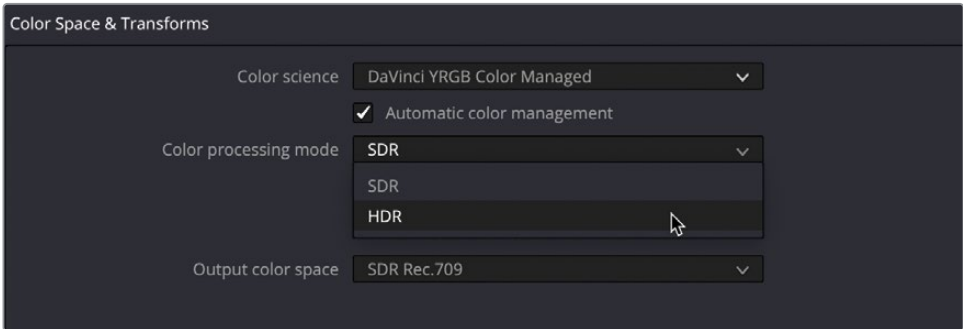 Color Space & Transforms
Color science DaVinci YRGB Color Managed
Automatic color management
Color processing mode SDR
SDR
HDR
Output color space SDR Rec.709